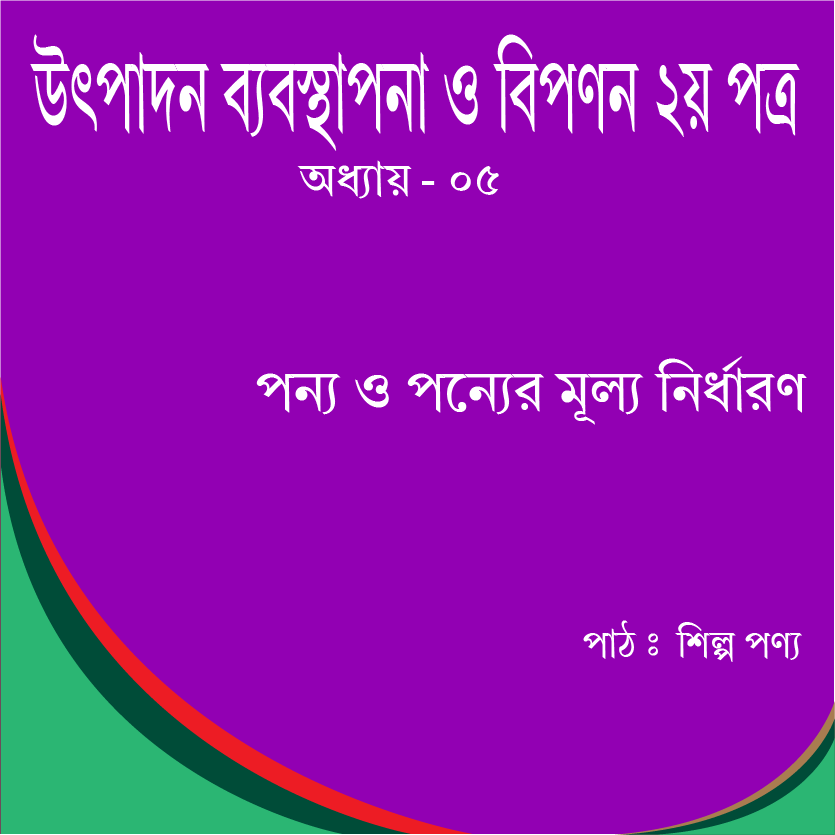 উৎপাদন ব্যবস্থাপনা ও বিপণন ২য় পত্র
অধ্যায় - ০৫
পন্য ও পন্যের মূল্য নির্ধারণ
পাঠ ঃ শিল্প পণ্য